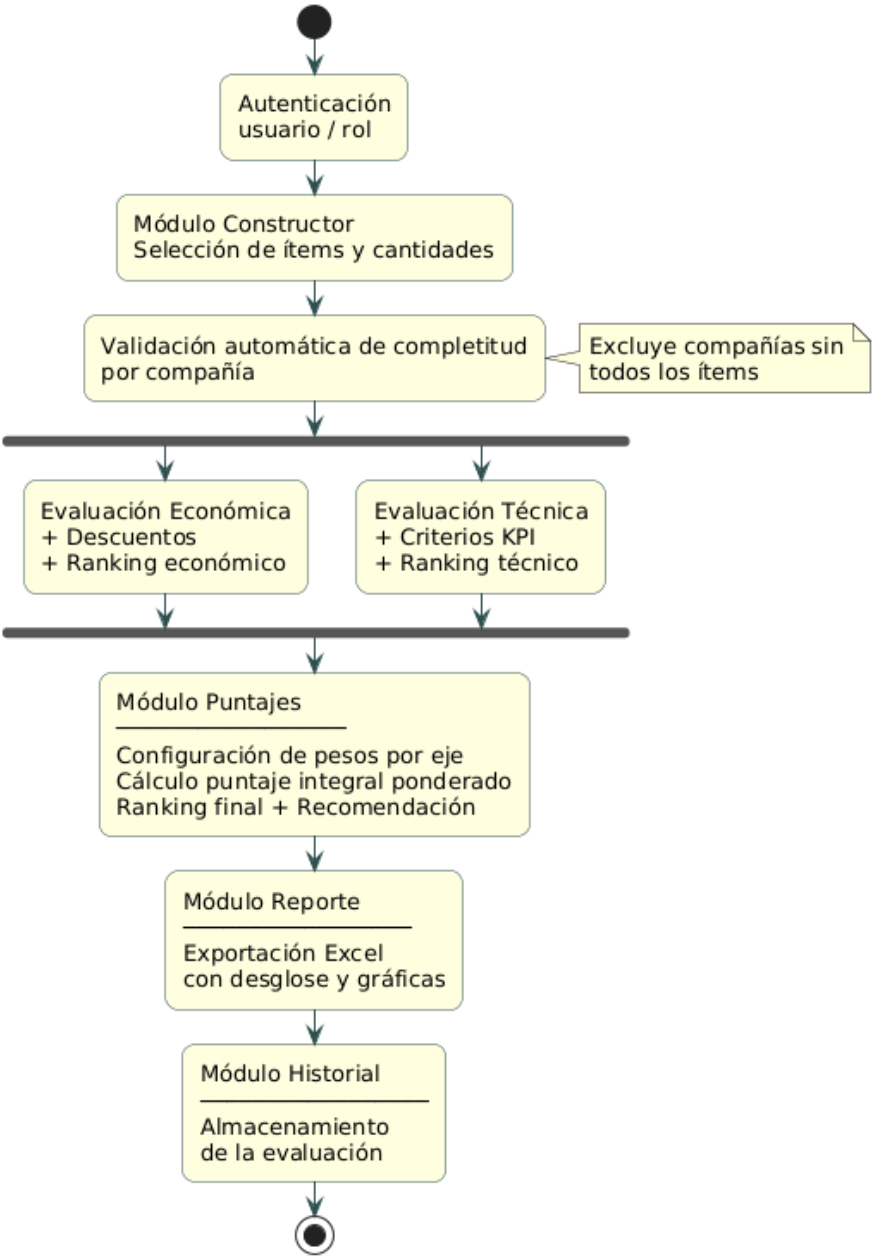 Autenticación
usuario / rol
Módulo Constructor
Selección de ítems y cantidades
Validación automática de completitud
por compañía
Excluye compañías sin
todos los ítems
Evaluación Económica
+ Descuentos
+ Ranking económico
Evaluación Técnica
+ Criterios KPI
+ Ranking técnico
Módulo Puntajes
Configuración de pesos por eje
Cálculo puntaje integral ponderado
Ranking final + Recomendación
Módulo Reporte
Exportación Excel
con desglose y gráficas
Módulo Historial
Almacenamiento
de la evaluación